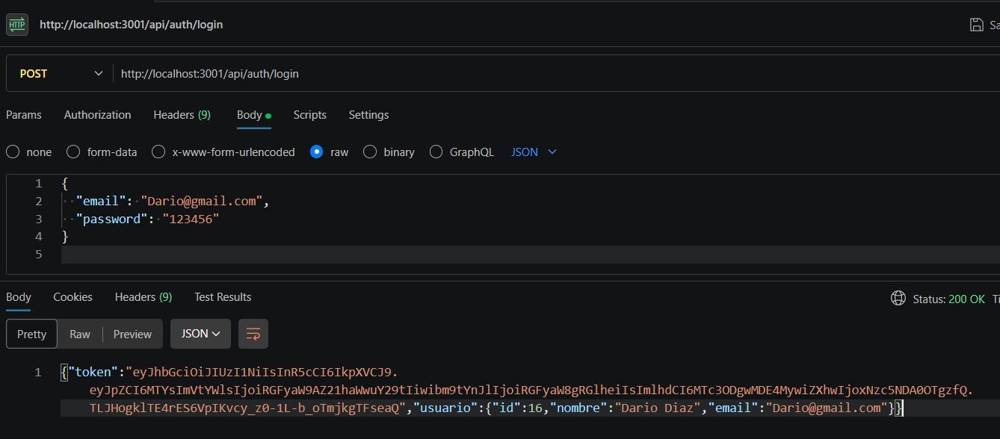 HTTP http://localhost:3001/api/auth/login Sa
POST http://localhost:3001/api/auth/login
Params Authorization Headers (9) Body Scripts Settings
none form-data x-www-form-urlencoded raw binary GraphQL JSON
1 {
2 "email": "Dario@gmail.com",
3 "password": "123456"
4 }
5
Body Cookies Headers (9) Test Results Status: 200 OK Ti
Pretty Raw Preview JSON
1 {"token":"eyJhbGciOiJIUzI1NiIsInR5cCI6IkpXVCJ9.
eyJpZCI6MTYsImVtYWlsIjoiRGFyaW9AZ21haWwuY29tIiwibm9tYnJlIjoiRGFyaW8gRGlheiIsImlhdCI6MTc3ODgwMDE4MywiZXhwIjoxNzc5NDA0OTgzfQ.
TLJHogklTE4rES6VpIKvcy_z0-1L-b_oTmjkgTFseaQ","usuario":{"id":16,"nombre":"Dario Diaz","email":"Dario@gmail.com"}}